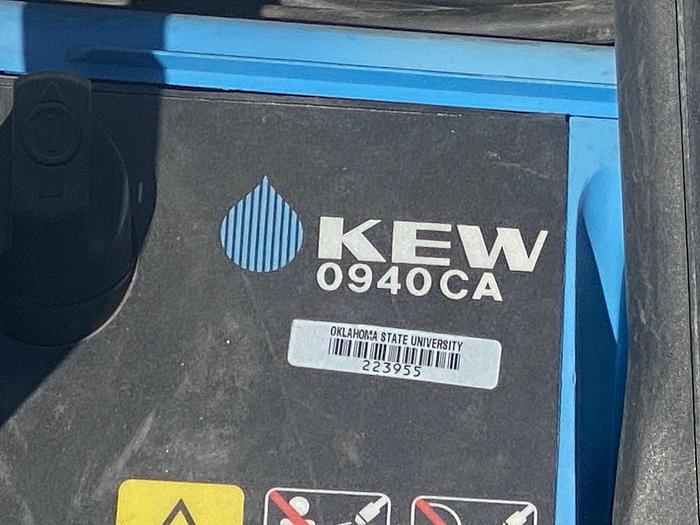 KEW
0940CA
OKLAHOMA STATE UNIVERSITY
223955